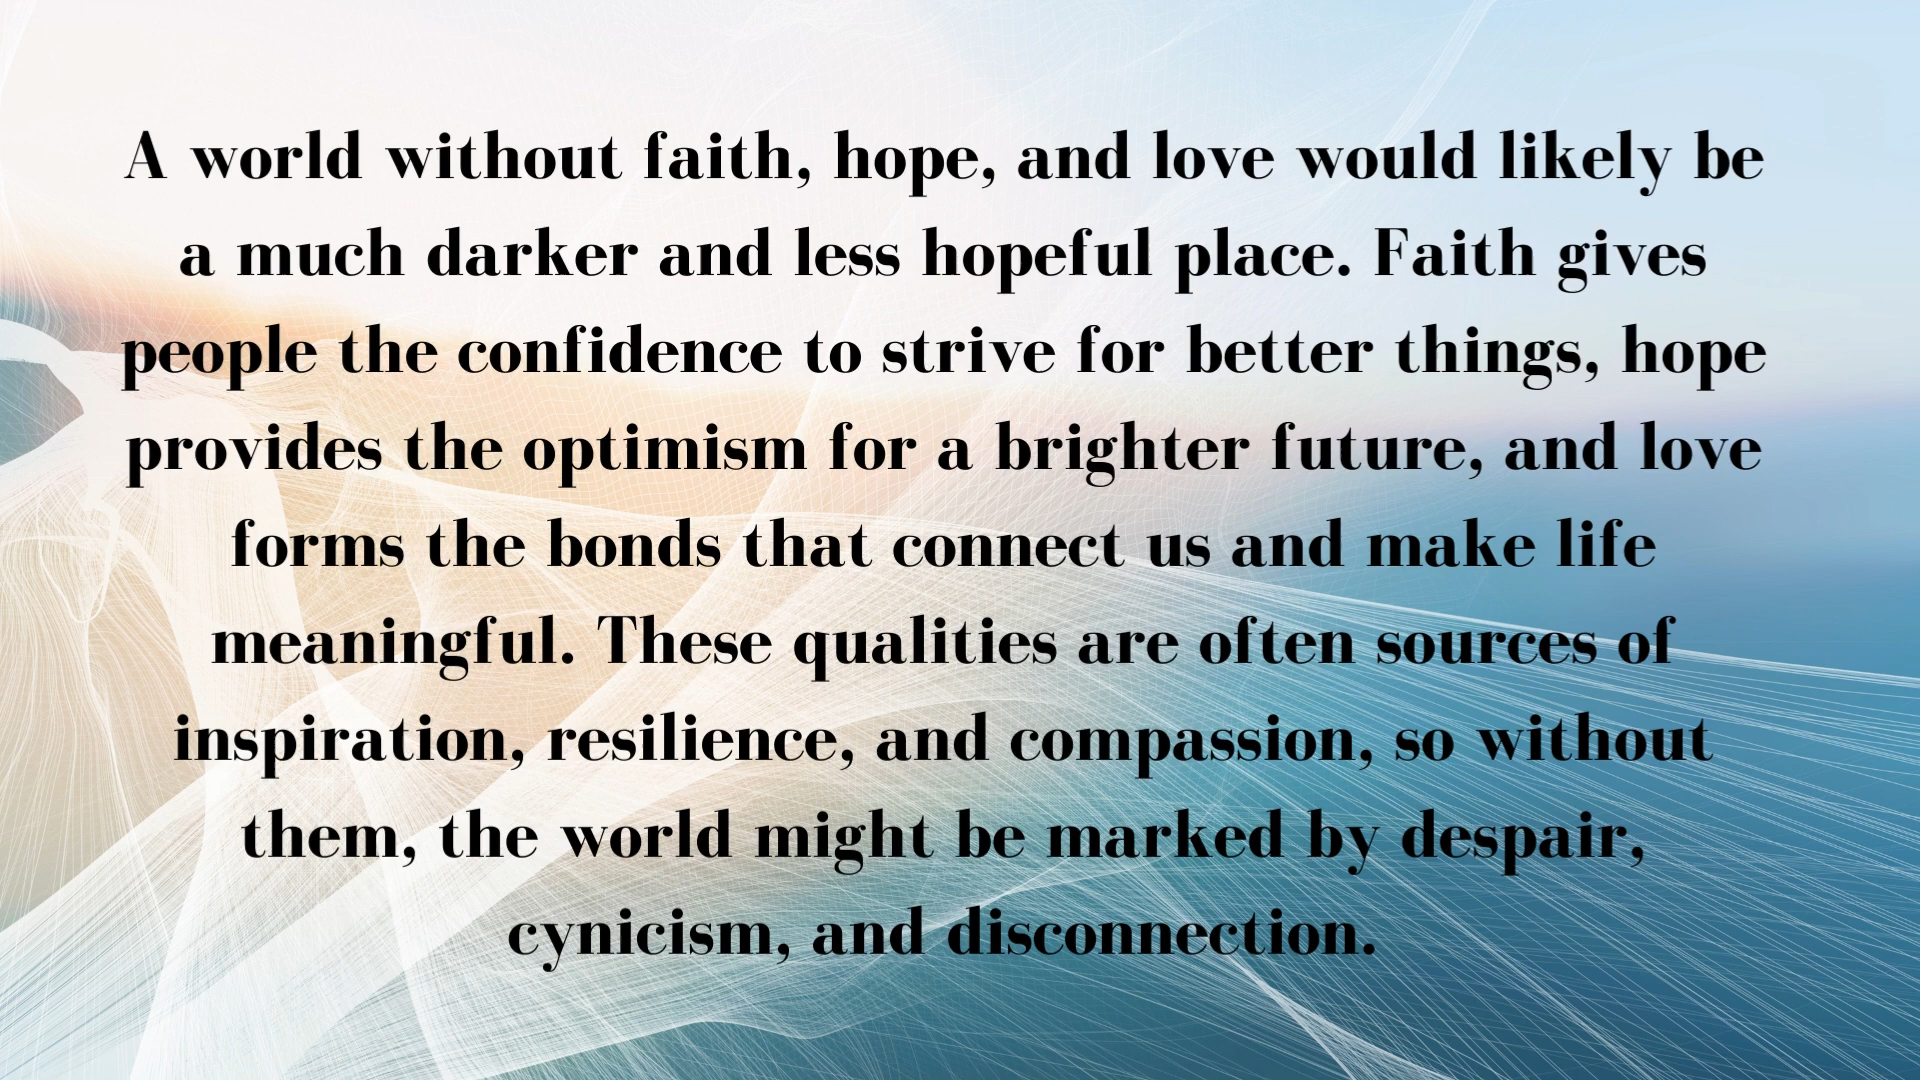 A world without faith, hope, and love would likely be
a much darker and less hopeful place. Faith gives
people the confidence to strive for better things, hope
provides the optimism for a brighter future, and love
forms the bonds that connect us and make life
meaningful. These qualities are often sources of
inspiration, resilience, and compassion, so without
them, the world might be marked by despair,
cynicism, and disconnection.